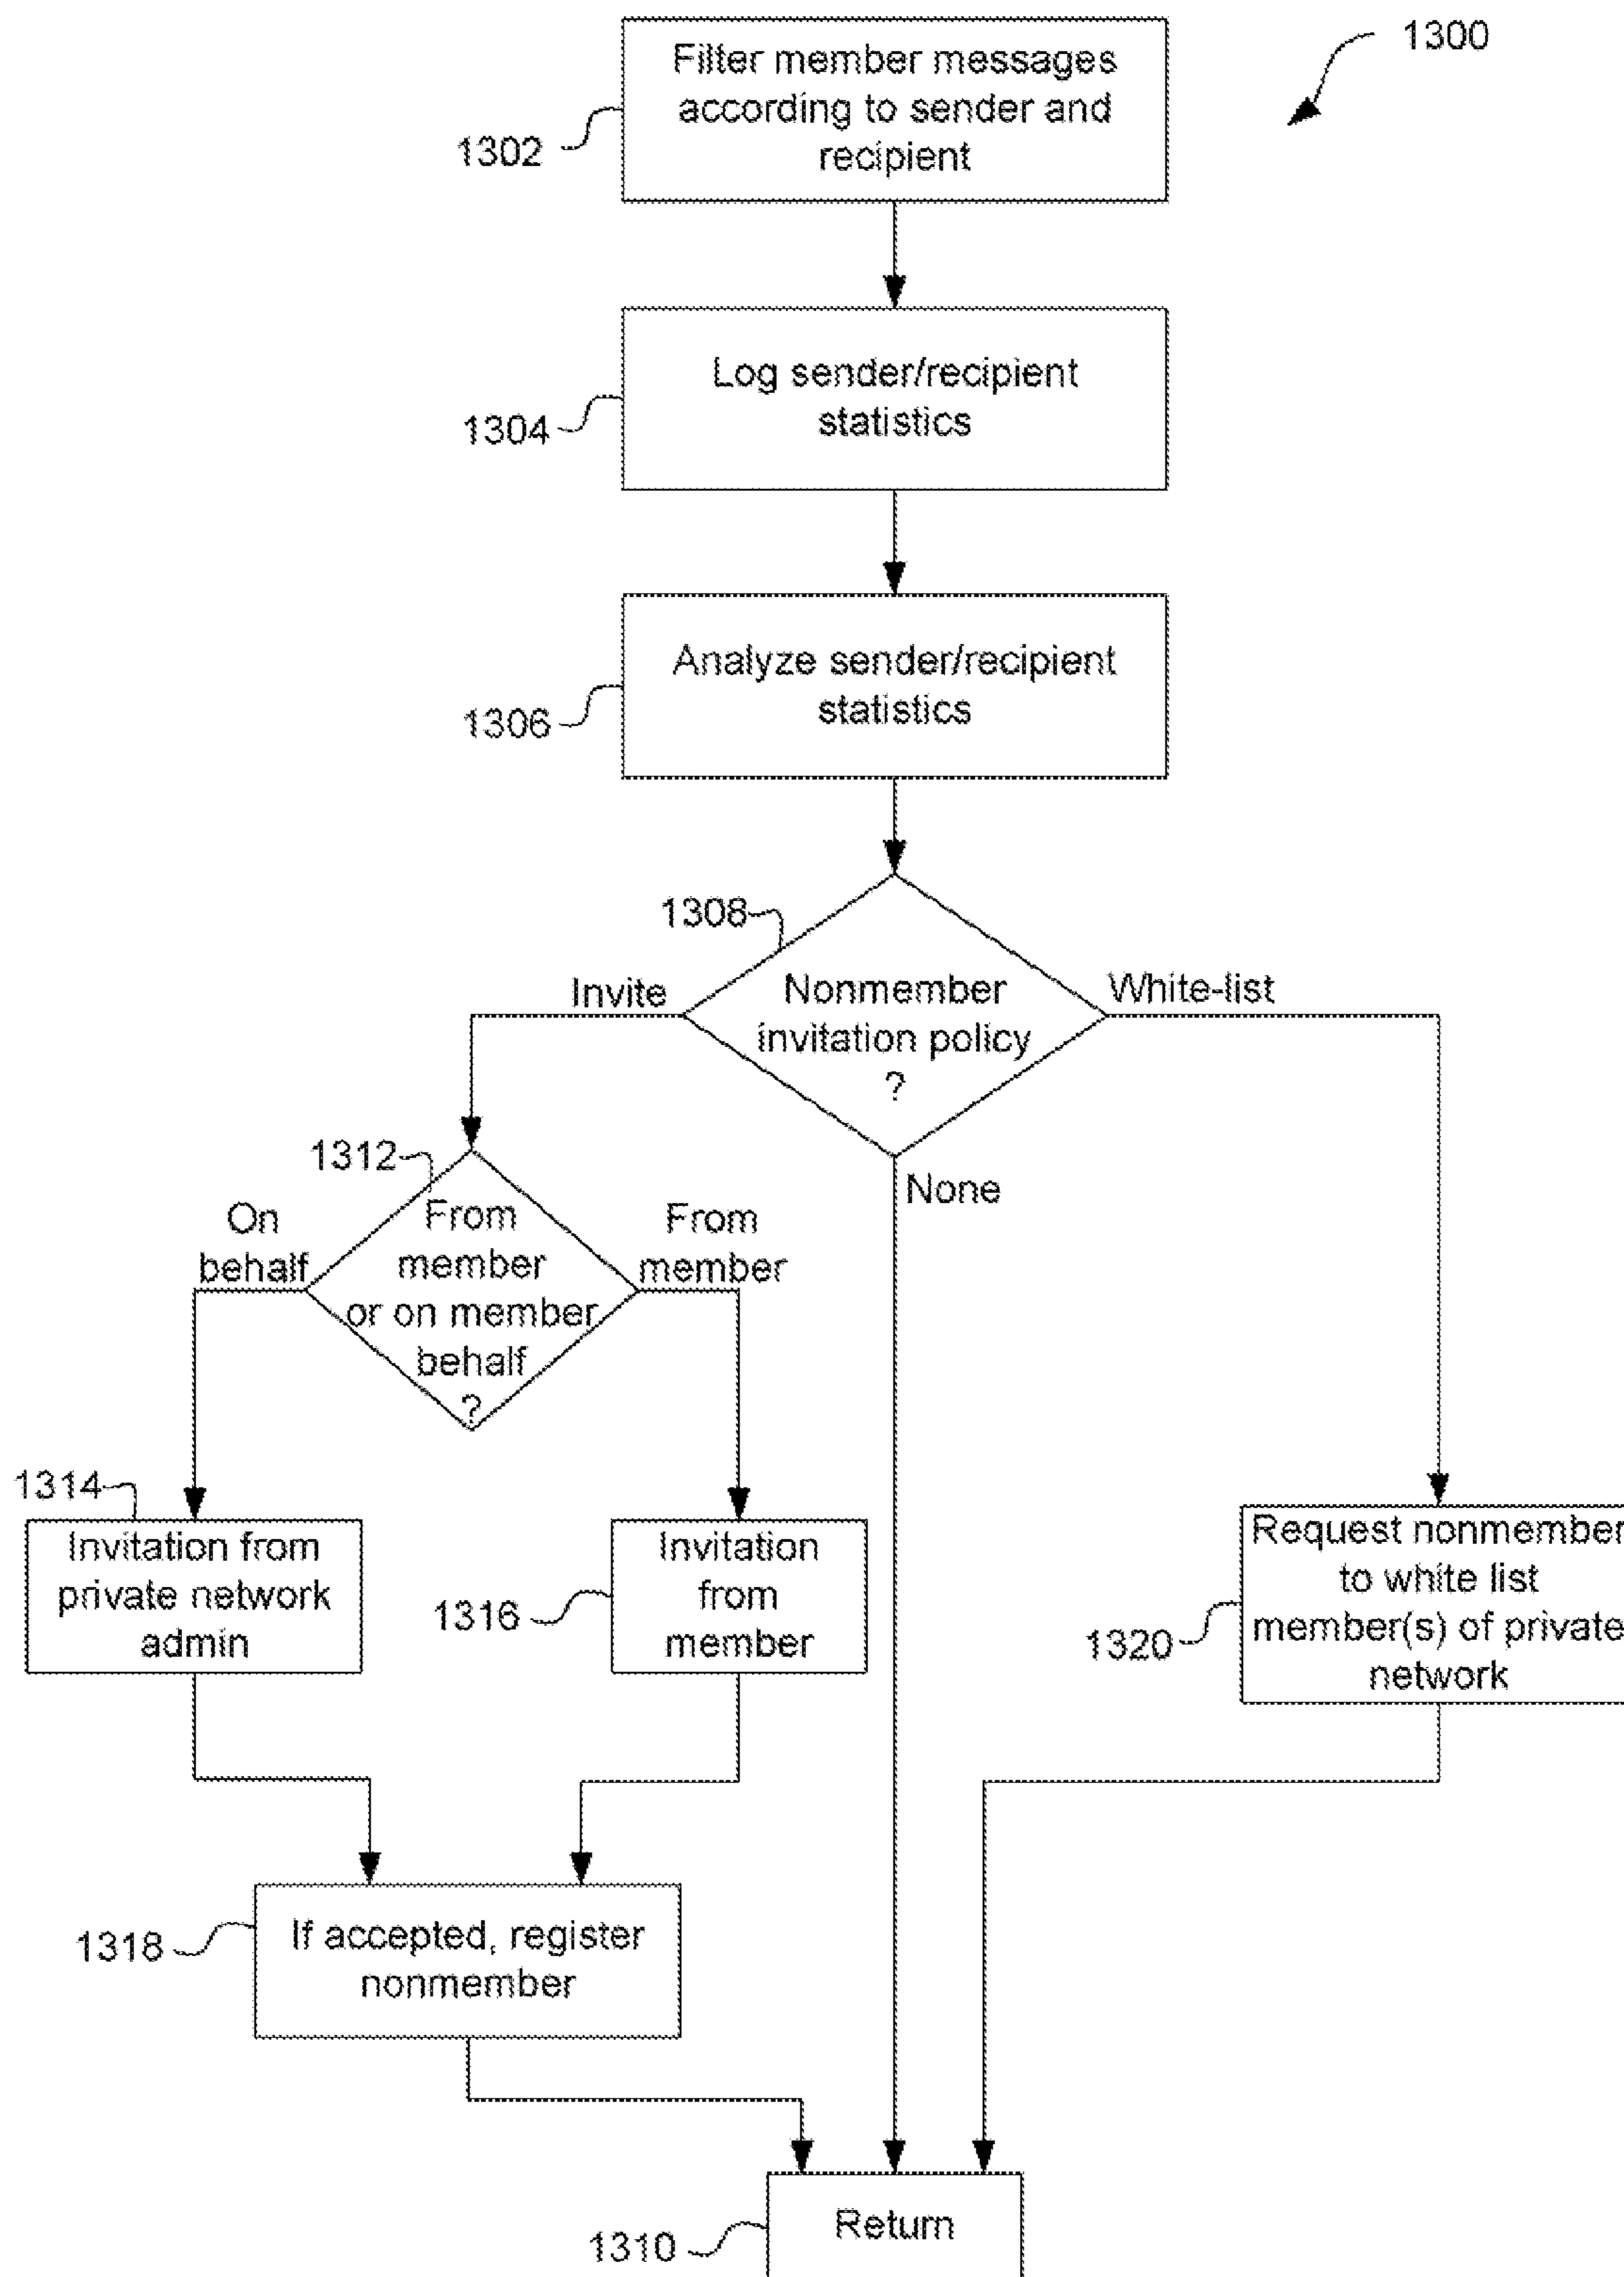 1300
Filter member messages
according to sender and
recipient
1302
Log sender/recipient
statistics
1304
Analyze sender/recipient
statistics
1306
1308
Nonmember
invitation policy
?
Invite
White-list
None
1312
From
member
or on member
behalf
?
On
behalf
From
member
1314
Invitation from
private network
admin
Invitation
from
member
1316
Request nonmember
to white list
member(s) of private
network
1320
If accepted, register
nonmember
1318
Return
1310